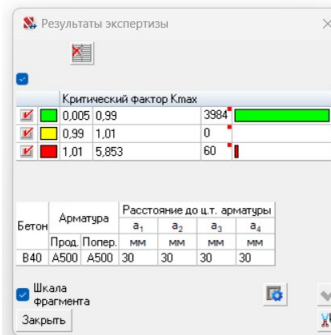 Результаты экспертизы
Критический фактор Kmax
0,005 0,99 3984
0,99 1,01 0
1,01 5,853 60
Бетон Арматура Расстояние до ц.т. арматуры
Прод. Попер. a1 a2 a3 a4
мм мм мм мм
B40 A500 A500 30 30 30 30
Шкала
фрагмента
Закрыть